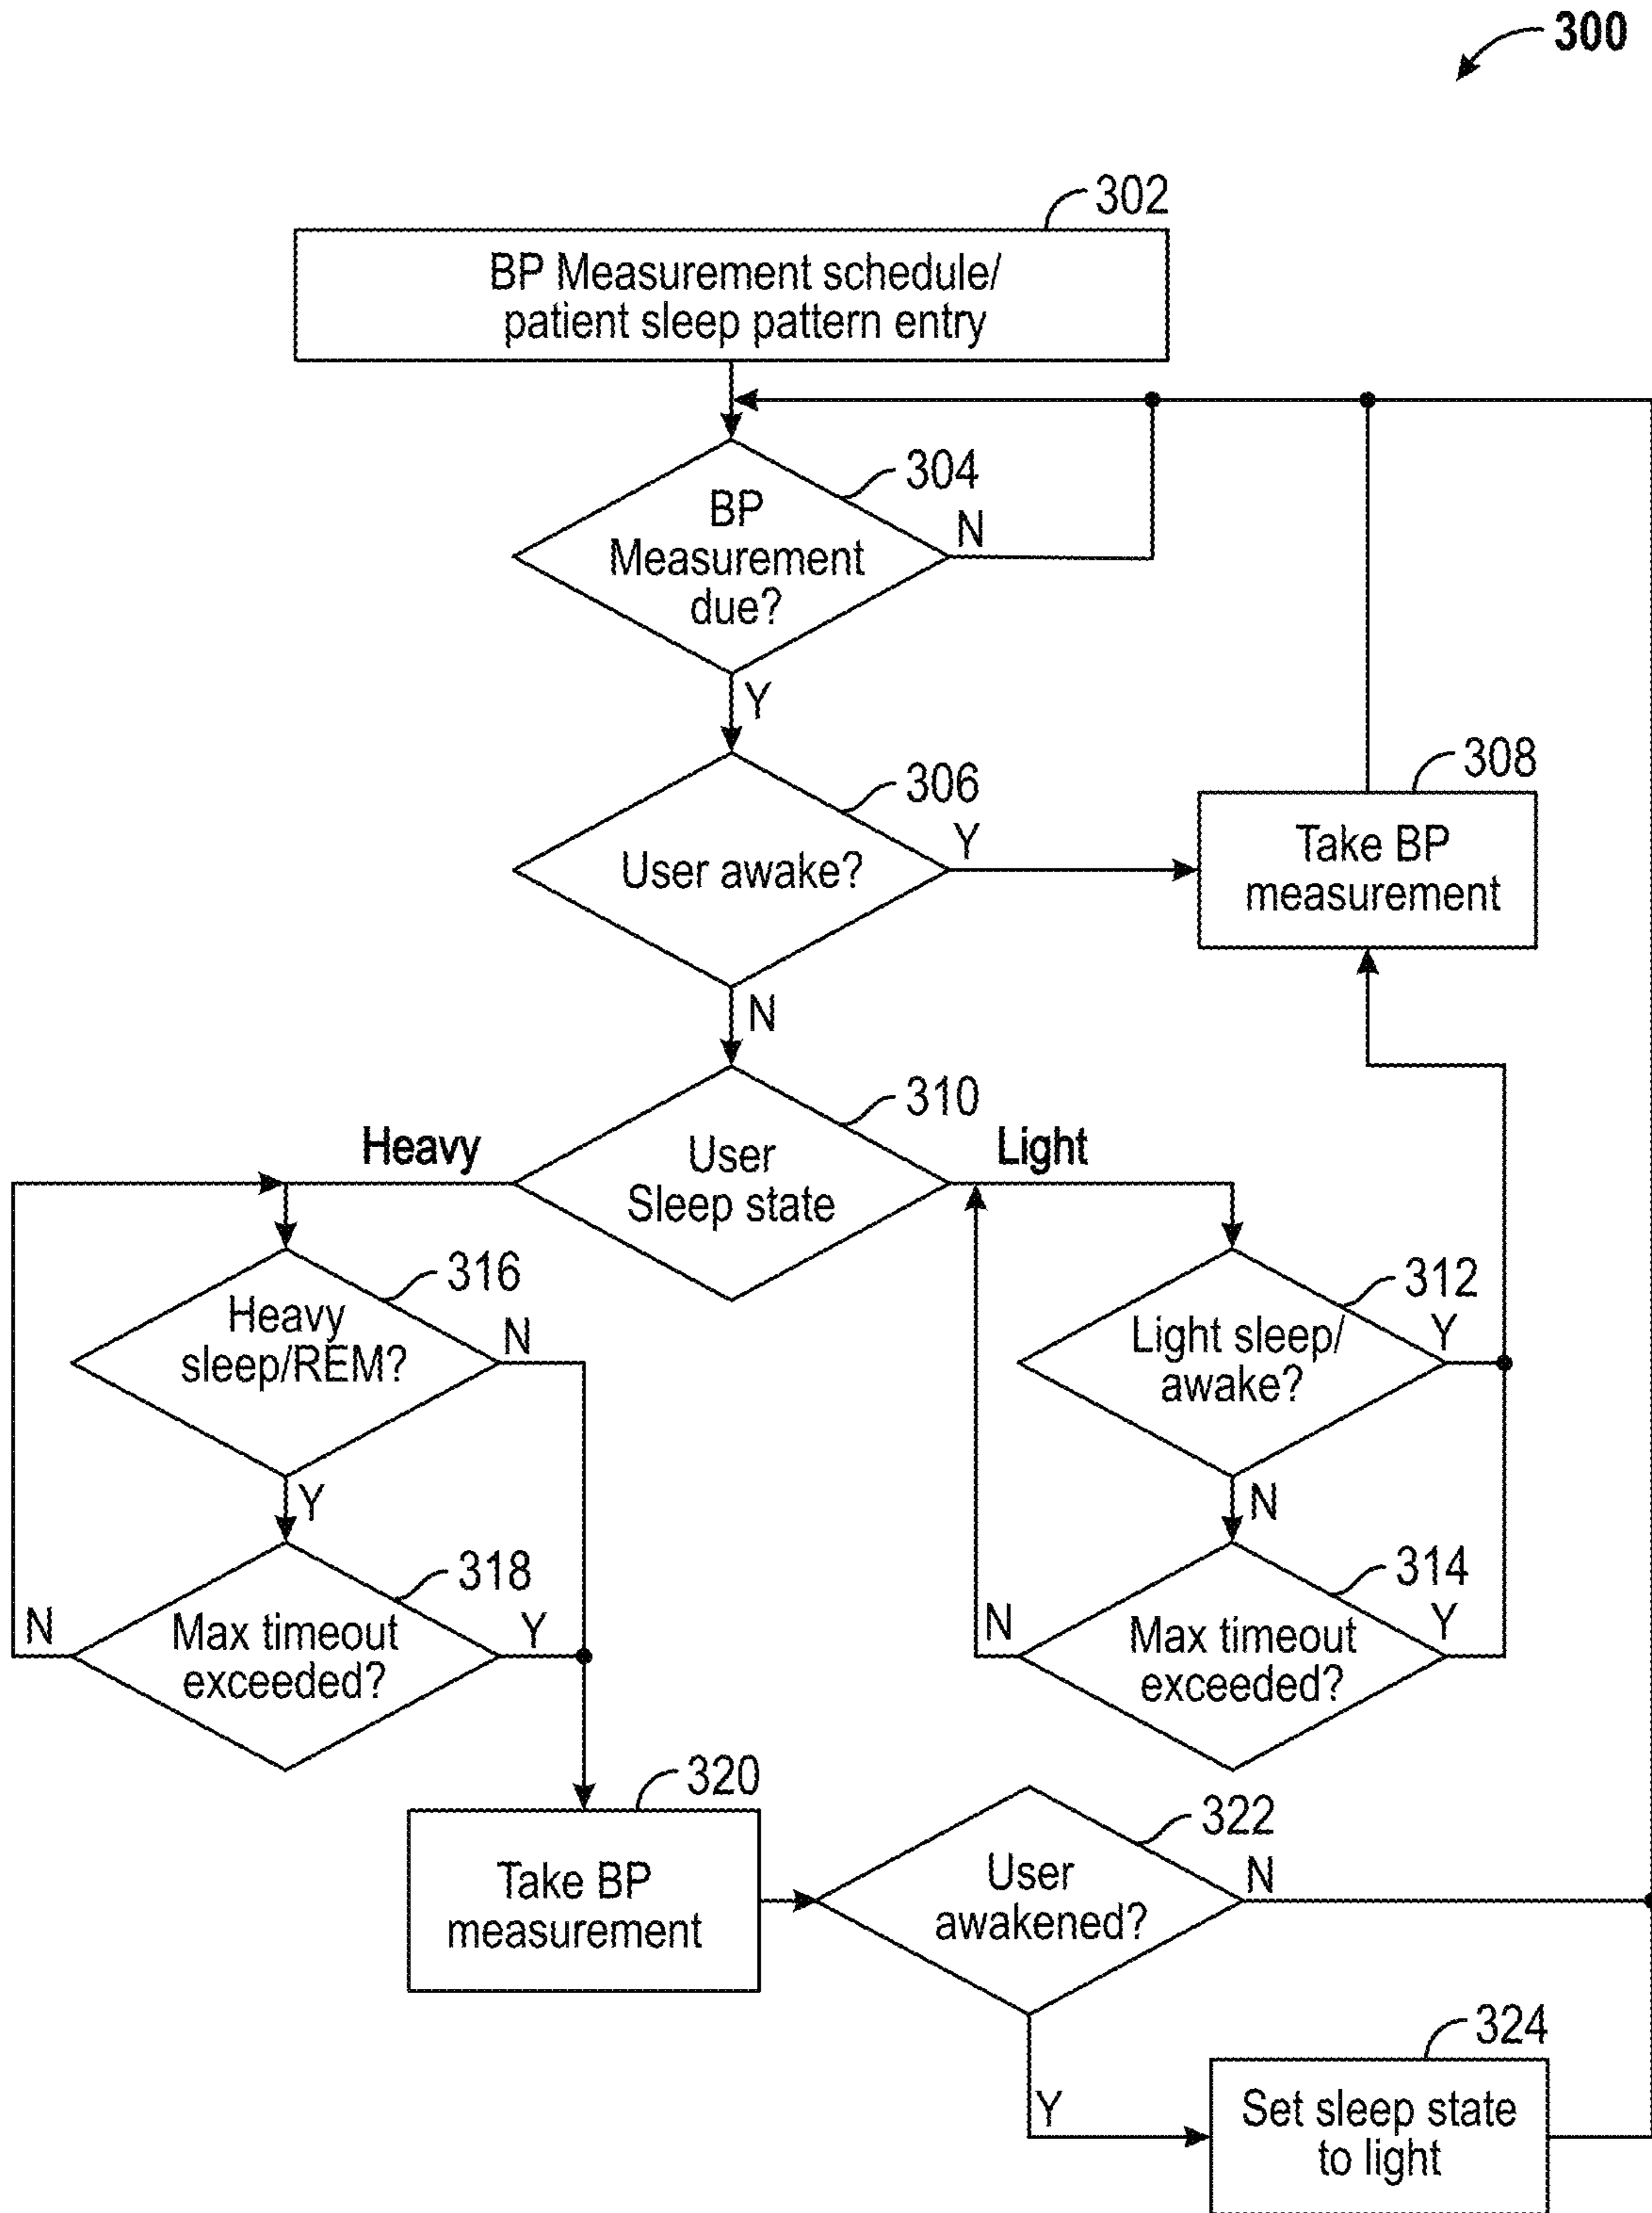 300
302
BP Measurement schedule/
patient sleep pattern entry
304
BP
Measurement
due?
N
Y
306
User awake?
Y
308
Take BP
measurement
N
310
User
Sleep state
Heavy
Light
316
Heavy
sleep/REM?
N
312
Light sleep/
awake?
Y
Y
N
318
Max timeout
exceeded?
N
Y
314
Max timeout
exceeded?
N
Y
320
Take BP
measurement
322
User
awakened?
N
Y
324
Set sleep state
to light